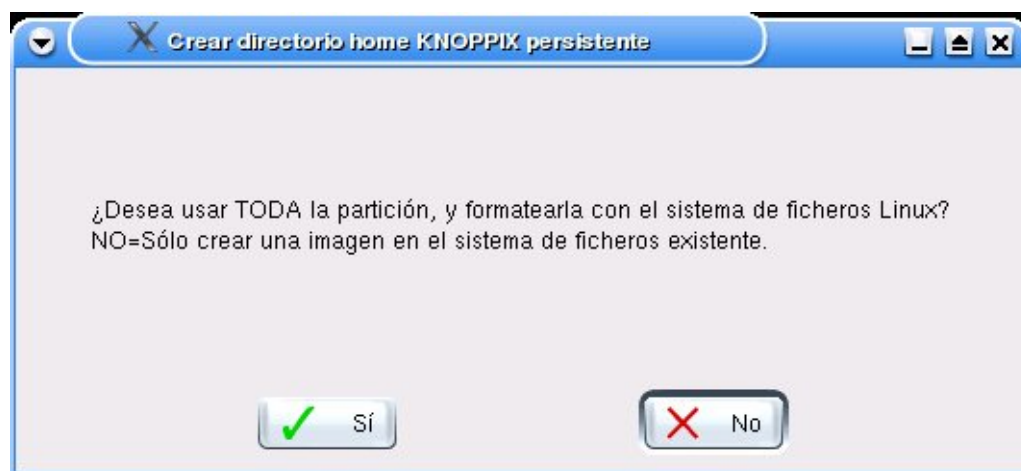 Crear directorio home KNOPPIX persistente
¿Desea usar TODA la partición, y formatearla con el sistema de ficheros Linux?
NO=Sólo crear una imagen en el sistema de ficheros existente.
Sí
No